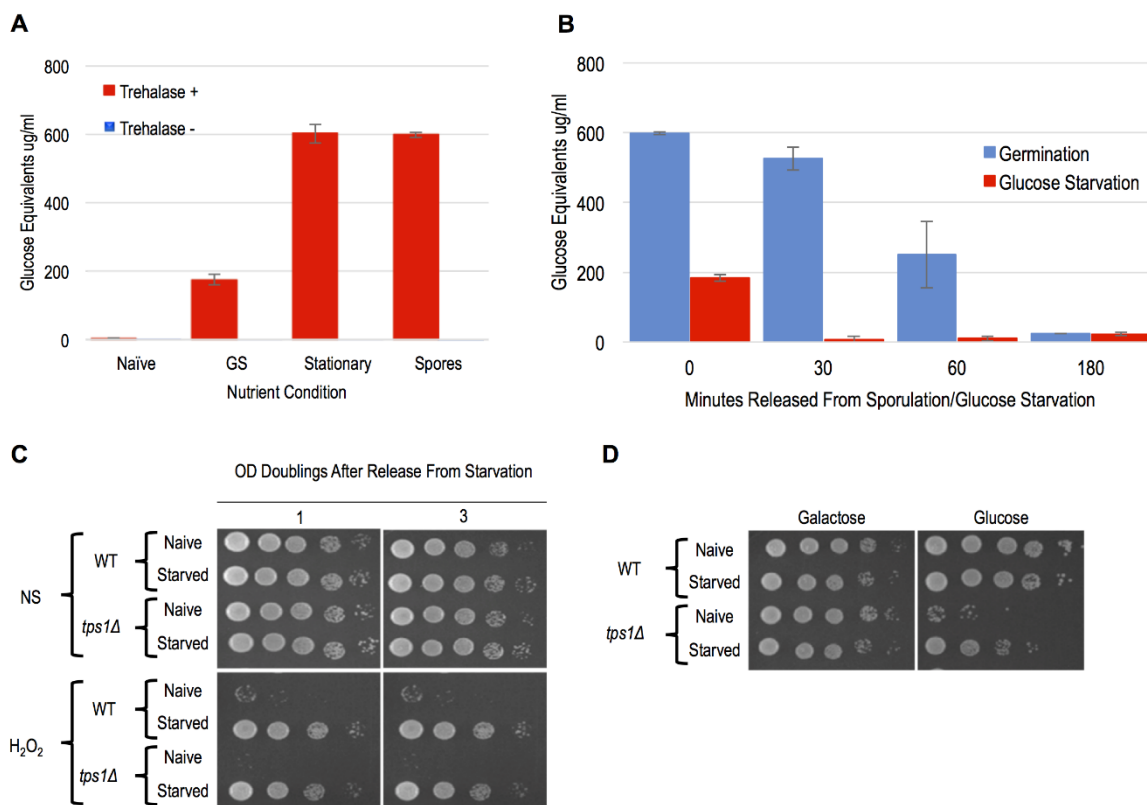 A
800
600
400
200
0
Glucose Equivalents ug/ml
Trehalase +
Trehalase -
Naïve GS Stationary Spores
Nutrient Condition
B
800
600
400
200
0
Glucose Equivalents ug/ml
Germination
Glucose Starvation
0 30 60 180
Minutes Released From Sporulation/Glucose Starvation
C
OD Doublings After Release From Starvation
1 3
NS
WT
Naive
Starved
tps1Δ
Naive
Starved
H₂O₂
WT
Naive
Starved
tps1Δ
Naive
Starved
D
Galactose Glucose
WT
Naive
Starved
tps1Δ
Naive
Starved